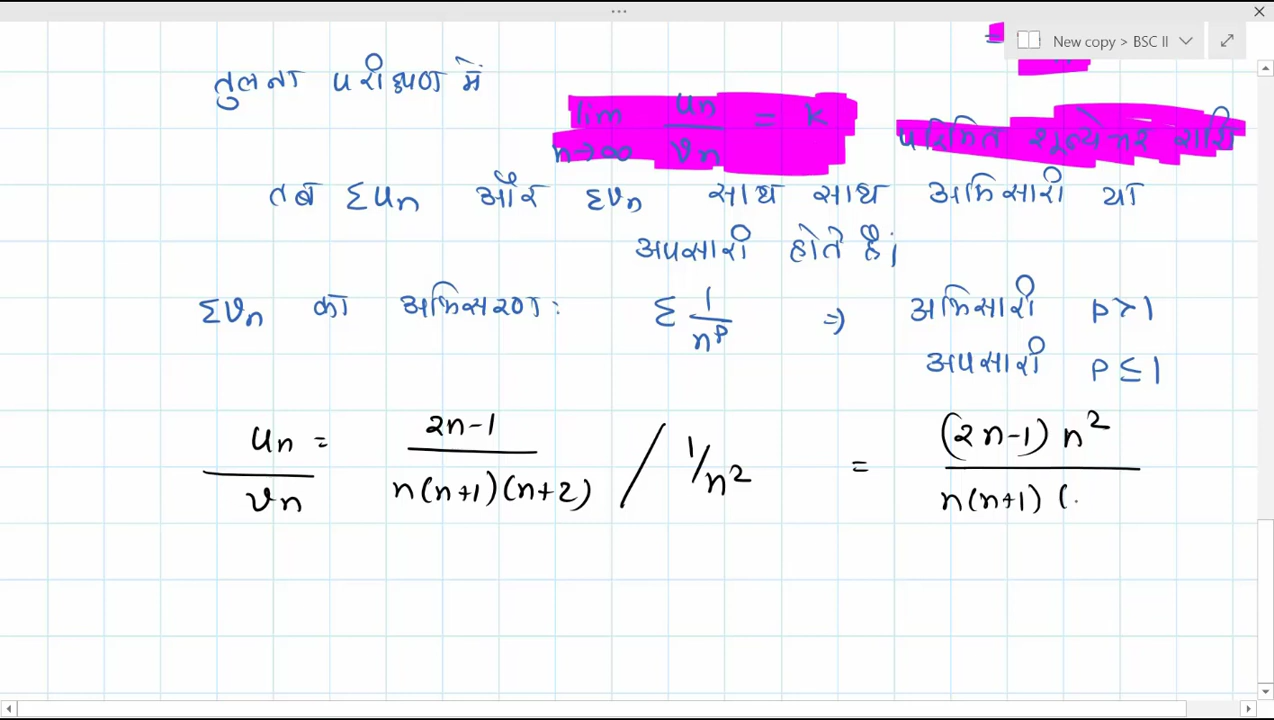 New copy > BSC II
तुलना परीक्षण में
lim n→∞ un/vn = k परिमित शून्येतर राशि
तब Σun और Σvn साथ साथ अभिसारी या
अपसारी होते है।
Σvn का अभिसरण: Σ 1/n^p ⇒ अभिसारी P>1
अपसारी P≤1
un/vn = (2n-1)/(n(n+1)(n+2)) / 1/n² = (2n-1) n²/(n(n+1) (